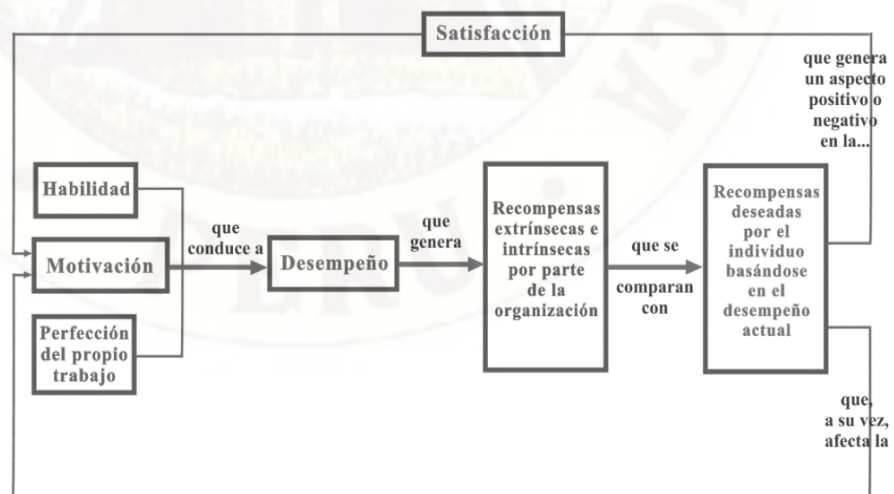 Satisfacción
que genera
un aspecto
positivo o
negativo
en la...
Habilidad
Motivación
Perfección
del propio
trabajo
que
conduce a
Desempeño
que
genera
Recompensas
extrínsecas e
intrínsecas
por parte
de la
organización
que se
comparan
con
Recompensas
deseadas
por el
individuo
basándose
en el
desempeño
actual
que,
a su vez,
afecta la